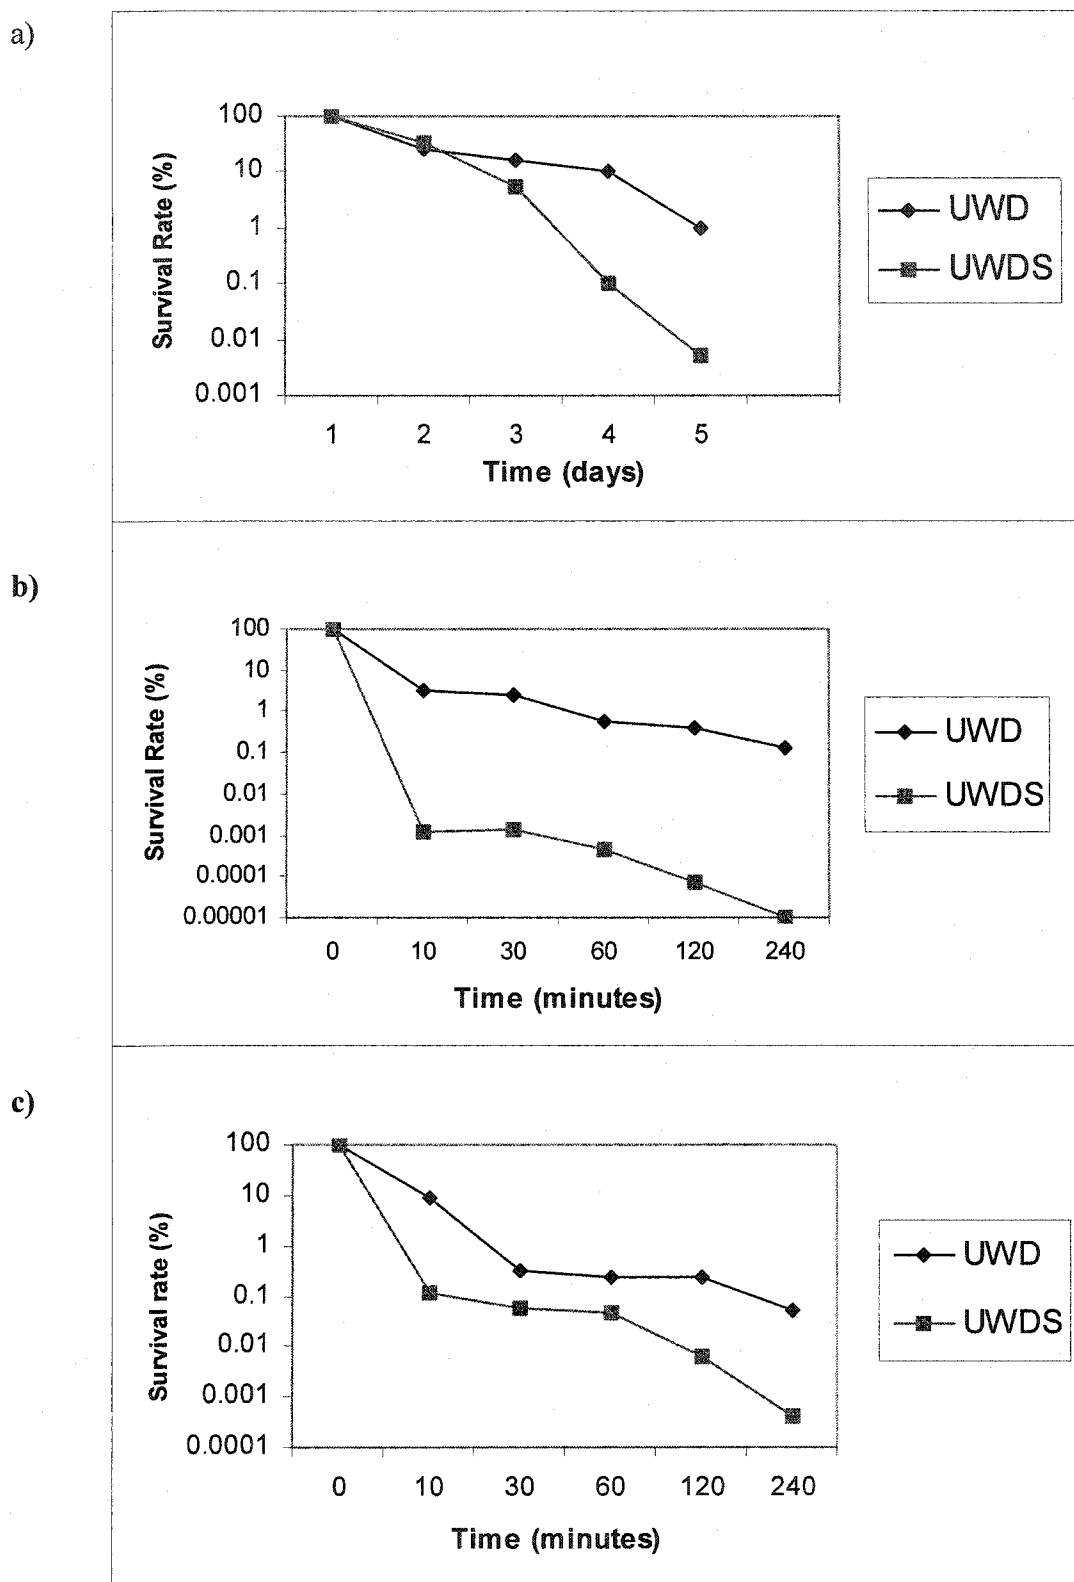 a)
Survival Rate (%)
100
10
1
0.1
0.01
0.001
1 2 3 4 5
Time (days)
UWD
UWDS
b)
Survival Rate (%)
100
10
1
0.1
0.01
0.001
0.0001
0.00001
0 10 30 60 120 240
Time (minutes)
UWD
UWDS
c)
Survival rate (%)
100
10
1
0.1
0.01
0.001
0.0001
0 10 30 60 120 240
Time (minutes)
UWD
UWDS